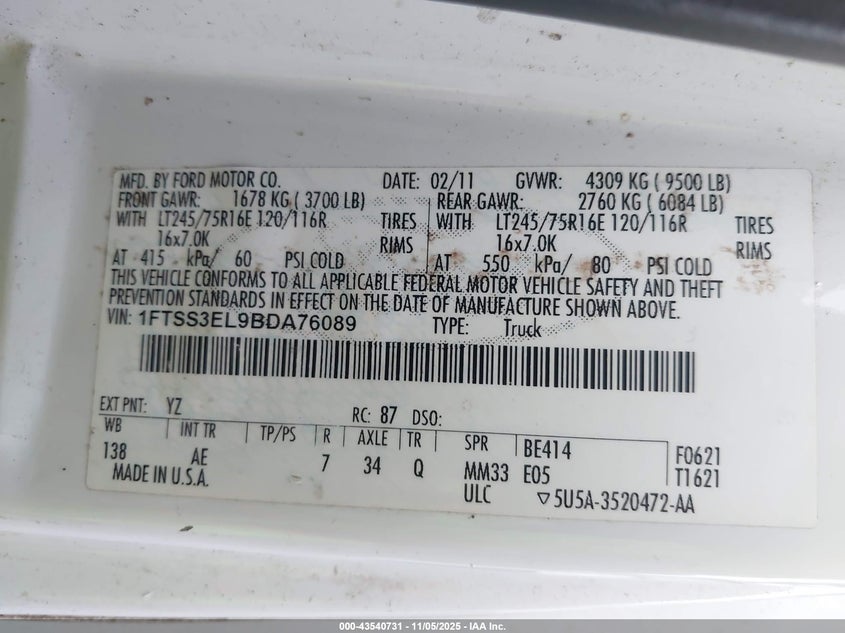 MFD. BY FORD MOTOR CO. DATE: 02/11 GVWR: 4309 KG ( 9500 LB)
FRONT GAWR: 1678 KG ( 3700 LB) REAR GAWR: 2760 KG ( 6084 LB)
WITH LT245/75R16E 120/116R TIRES WITH LT245/75R16E 120/116R TIRES
16x7.0K RIMS 16x7.0K RIMS
AT 415 kPa/ 60 PSI COLD AT 550 kPa/ 80 PSI COLD
THIS VEHICLE CONFORMS TO ALL APPLICABLE FEDERAL MOTOR VEHICLE SAFETY AND THEFT
PREVENTION STANDARDS IN EFFECT ON THE DATE OF MANUFACTURE SHOWN ABOVE.
VIN: 1FTSS3EL9BDA76089 TYPE: Truck
EXT PNT: YZ RC: 87 DSO:
WB INT TR TP/PS R AXLE TR SPR BE414 F0621
138 AE 7 34 Q MM33 E05 T1621
MADE IN U.S.A. ULC ▽5U5A-3520472-AA
000-43540731 - 11/05/2025 - IAA Inc.